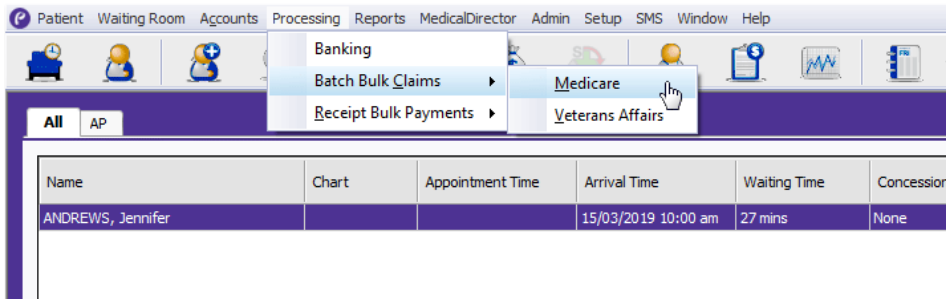 Patient Waiting Room Accounts Processing Reports MedicalDirector Admin Setup SMS Window Help
Banking
Batch Bulk Claims
Receipt Bulk Payments
Medicare
Veterans Affairs
All AP
Name Chart Appointment Time Arrival Time Waiting Time Concession
ANDREWS, Jennifer 15/03/2019 10:00 am 27 mins None